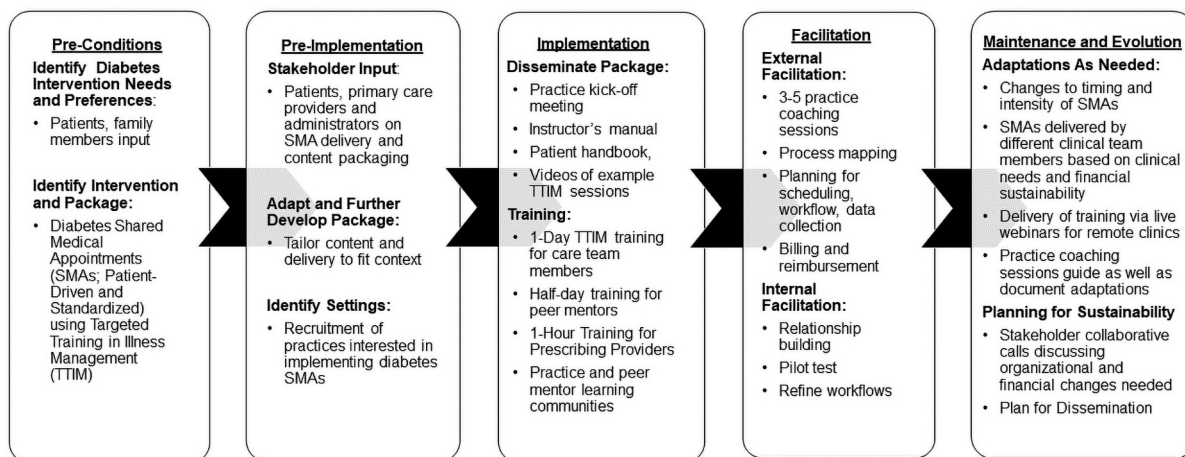 Pre-Conditions
Identify Diabetes
Intervention Needs
and Preferences:
• Patients, family
members input
Identify Intervention
and Package:
• Diabetes Shared
Medical
Appointments
(SMAs; Patient-
Driven and
Standardized)
using Targeted
Training in Illness
Management
(TTIM)
Pre-Implementation
Stakeholder Input:
• Patients, primary care
providers and
administrators on
SMA delivery and
content packaging
Adapt and Further
Develop Package:
• Tailor content and
delivery to fit context
Identify Settings:
• Recruitment of
practices interested in
implementing diabetes
SMAs
Implementation
Disseminate Package:
• Practice kick-off
meeting
• Instructor's manual
• Patient handbook,
• Videos of example
TTIM sessions
Training:
• 1-Day TTIM training
for care team
members
• Half-day training for
peer mentors
• 1-Hour Training for
Prescribing Providers
• Practice and peer
mentor learning
communities
Facilitation
External
Facilitation:
• 3-5 practice
coaching
sessions
• Process mapping
• Planning for
scheduling,
workflow, data
collection
• Billing and
reimbursement
Internal
Facilitation:
• Relationship
building
• Pilot test
• Refine workflows
Maintenance and Evolution
Adaptations As Needed:
• Changes to timing and
intensity of SMAs
• SMAs delivered by
different clinical team
members based on clinical
needs and financial
sustainability
• Delivery of training via live
webinars for remote clinics
• Practice coaching
sessions guide as well as
document adaptations
Planning for Sustainability
• Stakeholder collaborative
calls discussing
organizational and
financial changes needed
• Plan for Dissemination